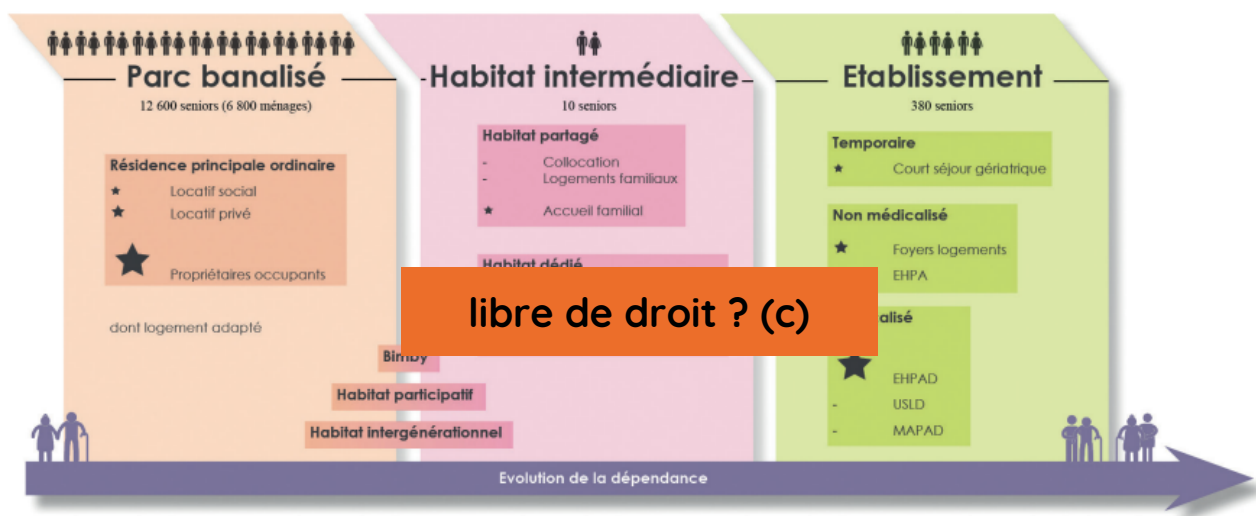 Parc banalisé
12 600 seniors (6 800 ménages)
Résidence principale ordinaire
Locatif social
Locatif privé
Propriétaires occupants
dont logement adapté
Habitat intermédiaire
10 seniors
Habitat partagé
- Collocation
- Logements familiaux
Accueil familial
Habitat dédié
libre de droit ? (c)
Bimby
Habitat participatif
Habitat intergénérationnel
Etablissement
380 seniors
Temporaire
Court séjour gériatrique
Non médicalisé
Foyers logements
EHPA
alisé
EHPAD
- USLD
- MAPAD
Evolution de la dépendance